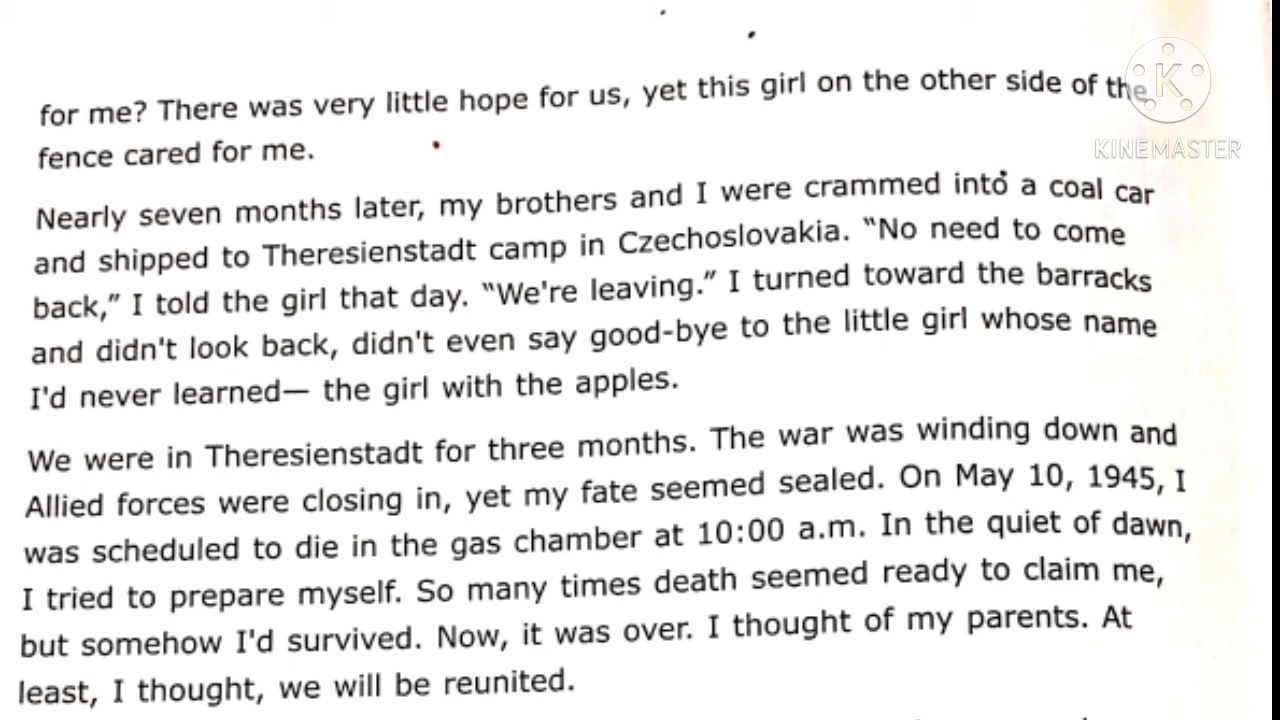 for me? There was very little hope for us, yet this girl on the other side of the
fence cared for me.
Nearly seven months later, my brothers and I were crammed into a coal car
and shipped to Theresienstadt camp in Czechoslovakia. “No need to come
back,” I told the girl that day. “We're leaving.” I turned toward the barracks
and didn't look back, didn't even say good-bye to the little girl whose name
I'd never learned— the girl with the apples.
We were in Theresienstadt for three months. The war was winding down and
Allied forces were closing in, yet my fate seemed sealed. On May 10, 1945, I
was scheduled to die in the gas chamber at 10:00 a.m. In the quiet of dawn,
I tried to prepare myself. So many times death seemed ready to claim me,
but somehow I'd survived. Now, it was over. I thought of my parents. At
least, I thought, we will be reunited.
K
KINEMASTER